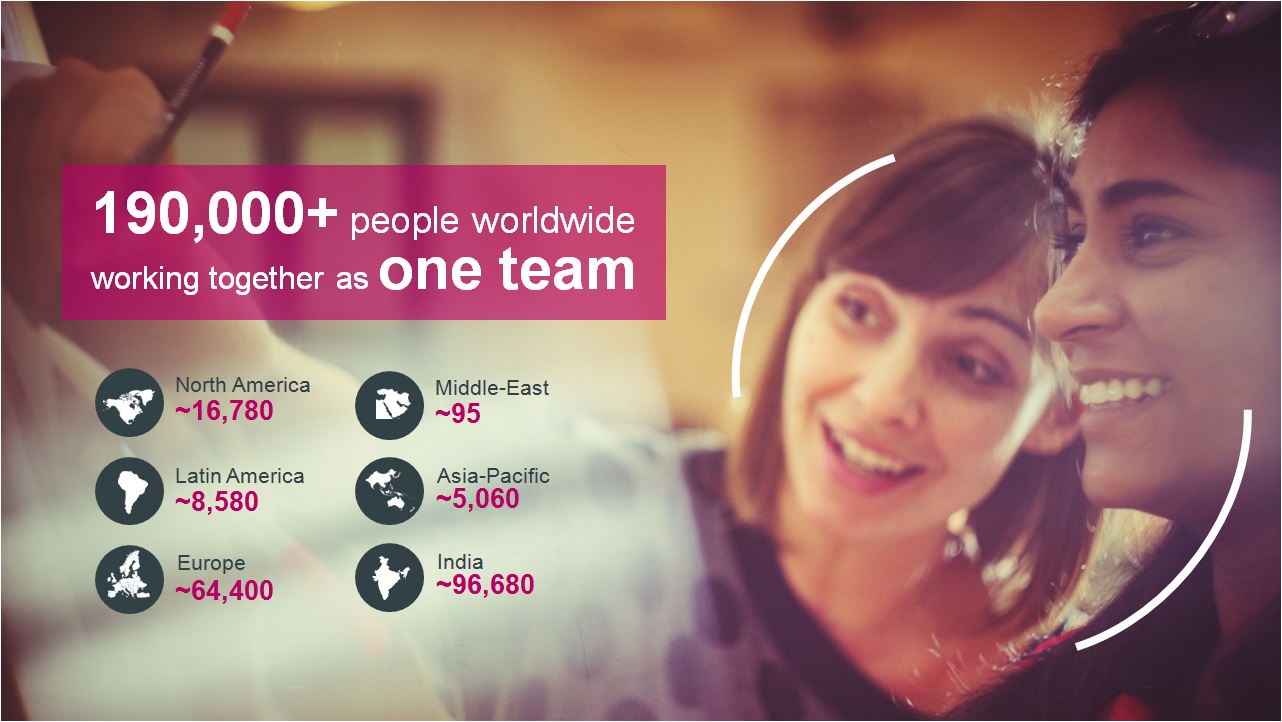 190,000+ people worldwide
working together as one team
North America
~16,780
Middle-East
~95
Latin America
~8,580
Asia-Pacific
~5,060
Europe
~64,400
India
~96,680